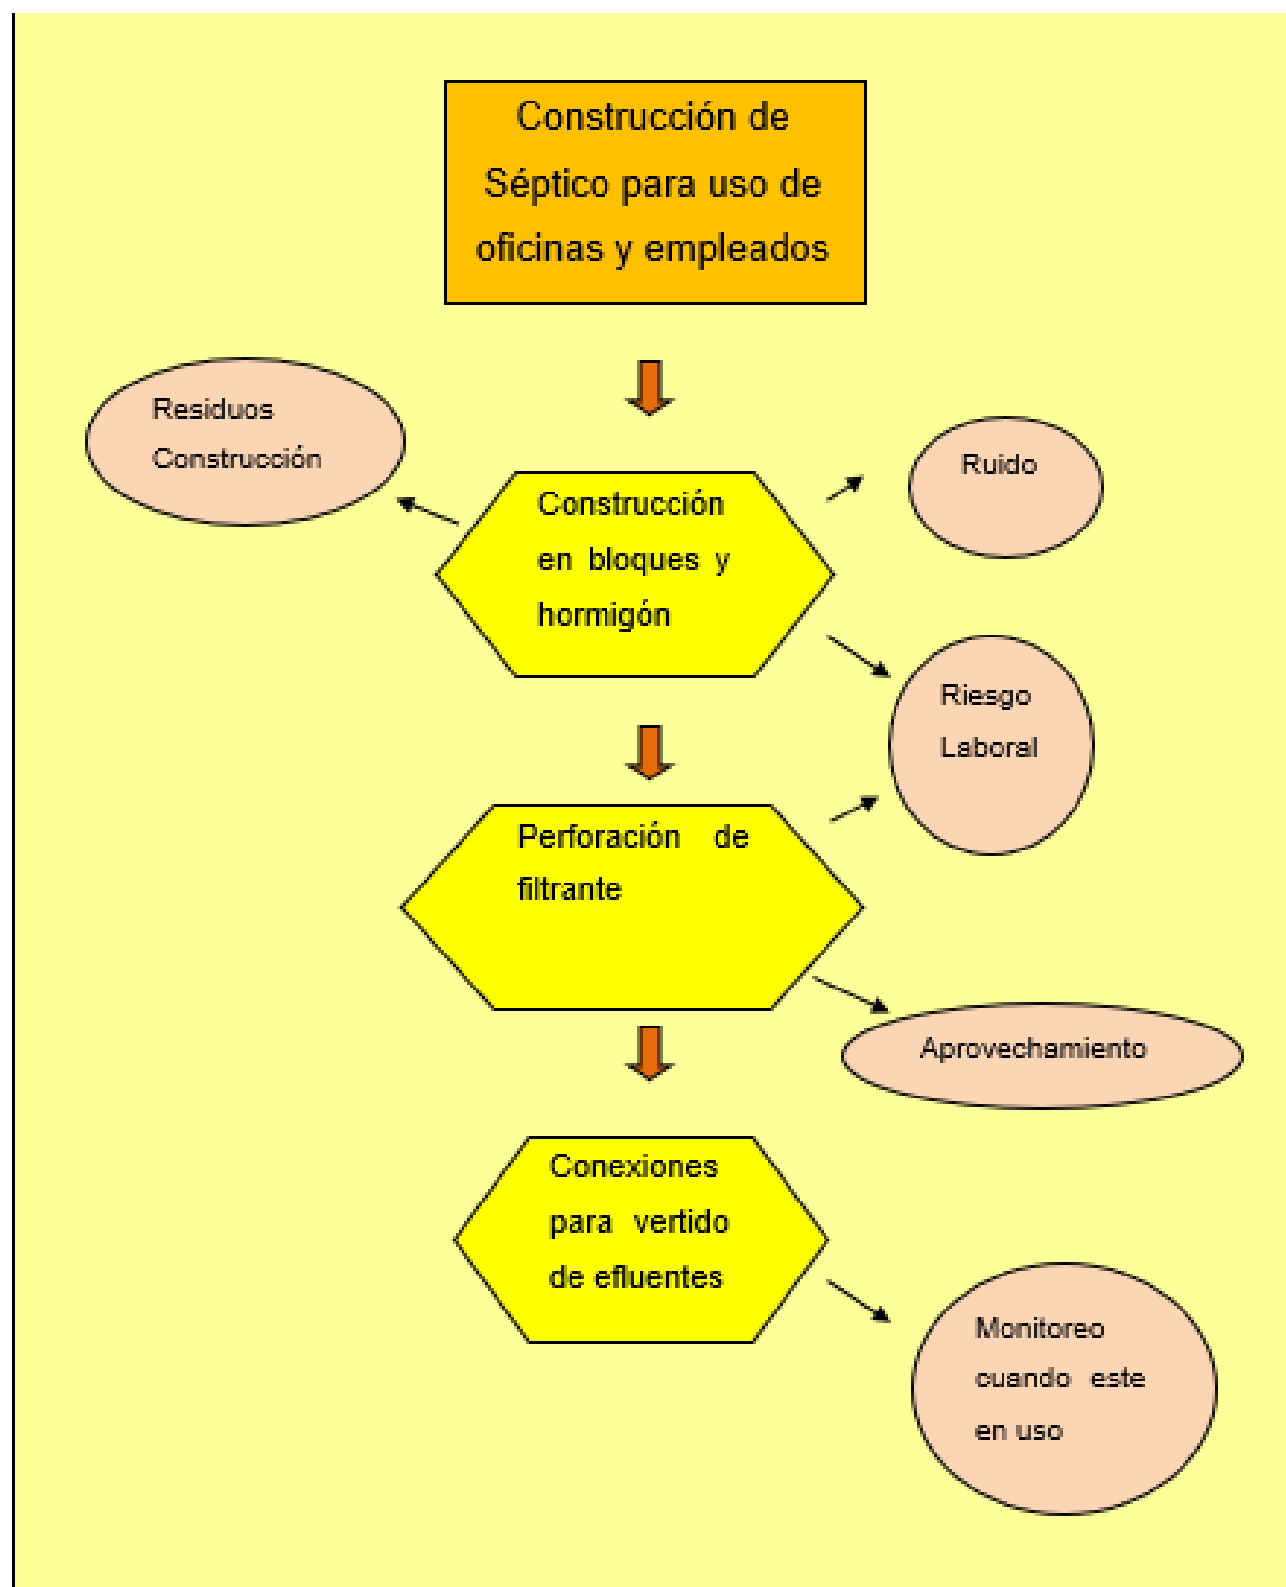 Construcción de
Séptico para uso de
oficinas y empleados
Residuos
Construcción
Ruido
Construcción
en bloques y
hormigón
Riesgo
Laboral
Perforación de
filtrante
Aprovechamiento
Conexiones
para vertido
de efluentes
Monitoreo
cuando este
en uso